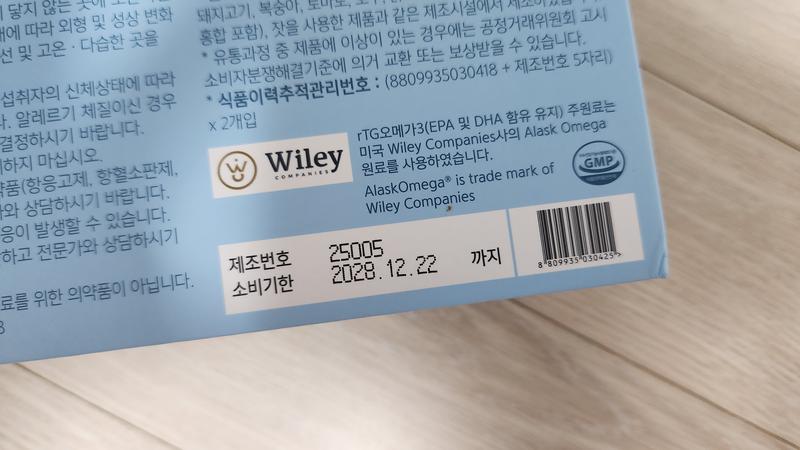 에 따라 외형 및 성상 변화
선 및 고온·다습한 곳을
섭취자의 신체상태에 따라
. 알레르기 체질이신 경우
결정하시기 바랍니다.
하지 마십시오.
약품(항응고제, 항혈소판제,
와 상담하시기 바랍니다.
응이 발생할 수 있습니다.
하고 전문가와 상담하시기
료를 위한 의약품이 아닙니다.
돼지고기, 복숭아, 토마토,
홍합 포함), 잣을 사용한 제품과 같은 제조시설에서
* 유통과정 중 제품에 이상이 있는 경우에는 공정거래위원회 고시
소비자분쟁해결기준에 의거 교환 또는 보상받을 수 있습니다.
* 식품이력추적관리번호 : (8809935030418 + 제조번호 5자리)
x 2개입
Wiley
COMPANIES
rTG오메가3(EPA 및 DHA 함유 유지) 주원료는
미국 Wiley Companies사의 Alask Omega
원료를 사용하였습니다.
AlaskOmega® is trade mark of
Wiley Companies
GMP
제조번호 25005
소비기한 2028.12.22 까지
8 809935 030425 >